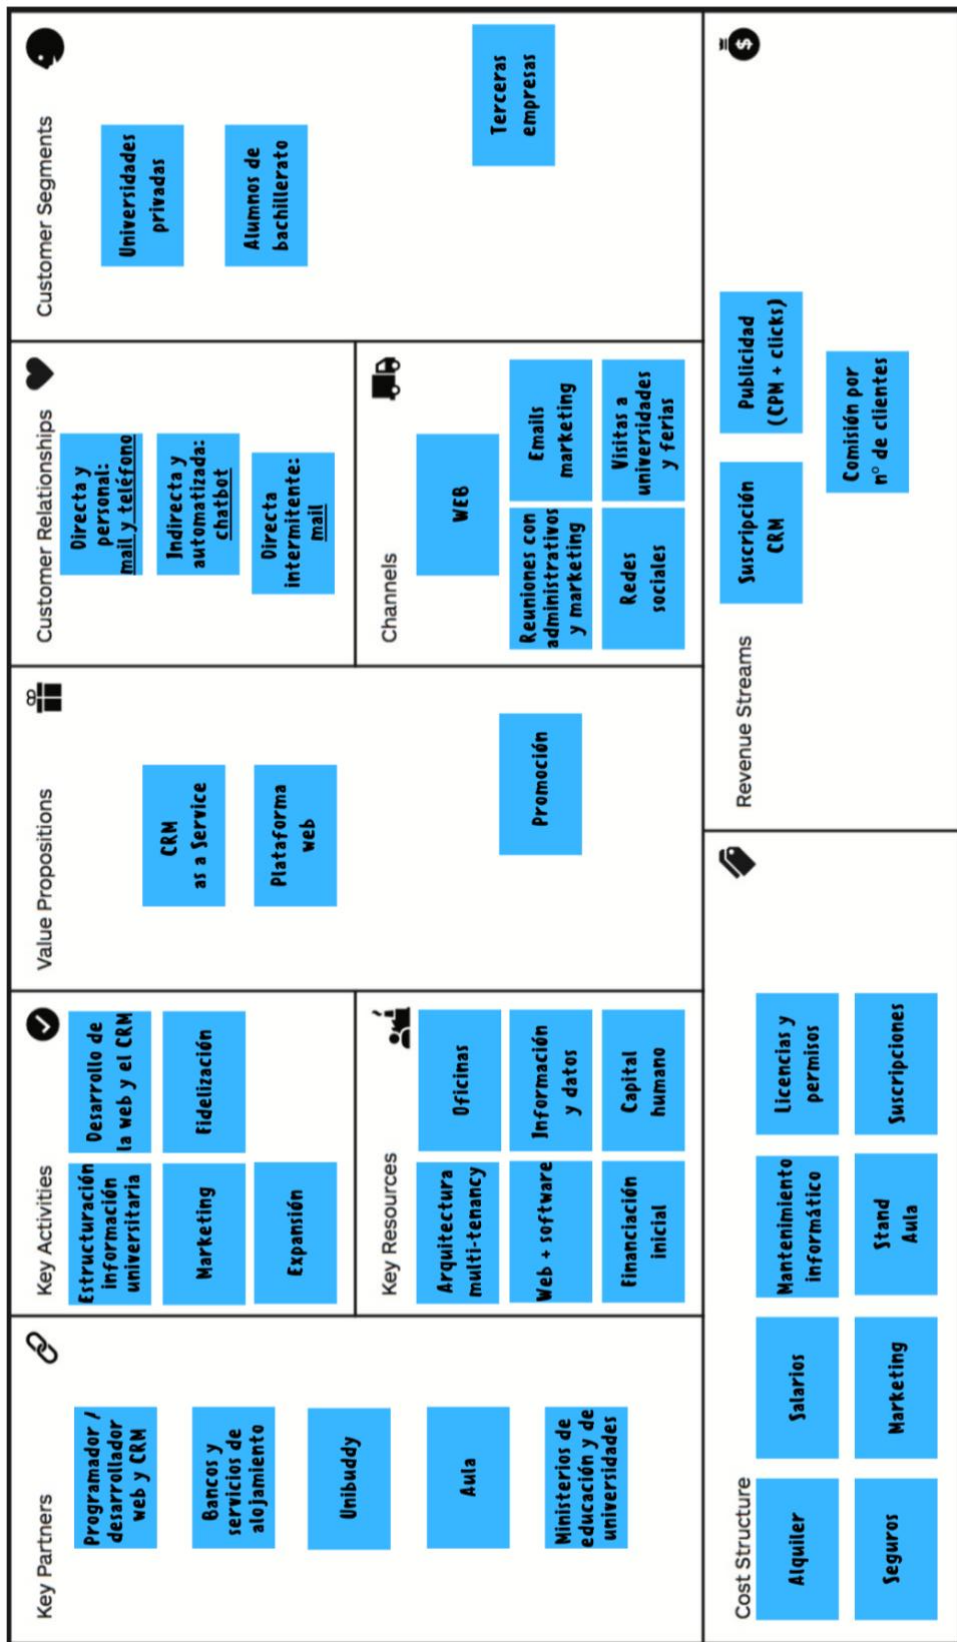 Key Partners
Programador /
desarrollador
web y CRM
Bancos y
servicios de
alojamiento
Unibuddy
Aula
Ministerios de
educación y de
universidades
Key Activities
Estructuración
información
universitaria
Desarrollo de
la web y el CRM
Marketing
Fidelización
Expansión
Key Resources
Arquitectura
multi-tenancy
Oficinas
Web + software
Información
y datos
Financiación
inicial
Capital
humano
Value Propositions
CRM
as a Service
Plataforma
web
Promoción
Customer Relationships
Directa y
personal:
mail y teléfono
Indirecta y
automatizada:
chatbot
Directa
intermitente:
mail
Channels
WEB
Reuniones con
administrativos
y marketing
Emails
marketing
Redes
sociales
Visitas a
universidades
y ferias
Customer Segments
Universidades
privadas
Alumnos de
bachillerato
Terceras
empresas
Cost Structure
Alquiler
Salarios
Mantenimiento
informático
Licencias y
permisos
Seguros
Marketing
Stand
Aula
Suscripciones
Revenue Streams
Suscripción
CRM
Publicidad
(CPM + clicks)
Comisión por
nº de clientes
$